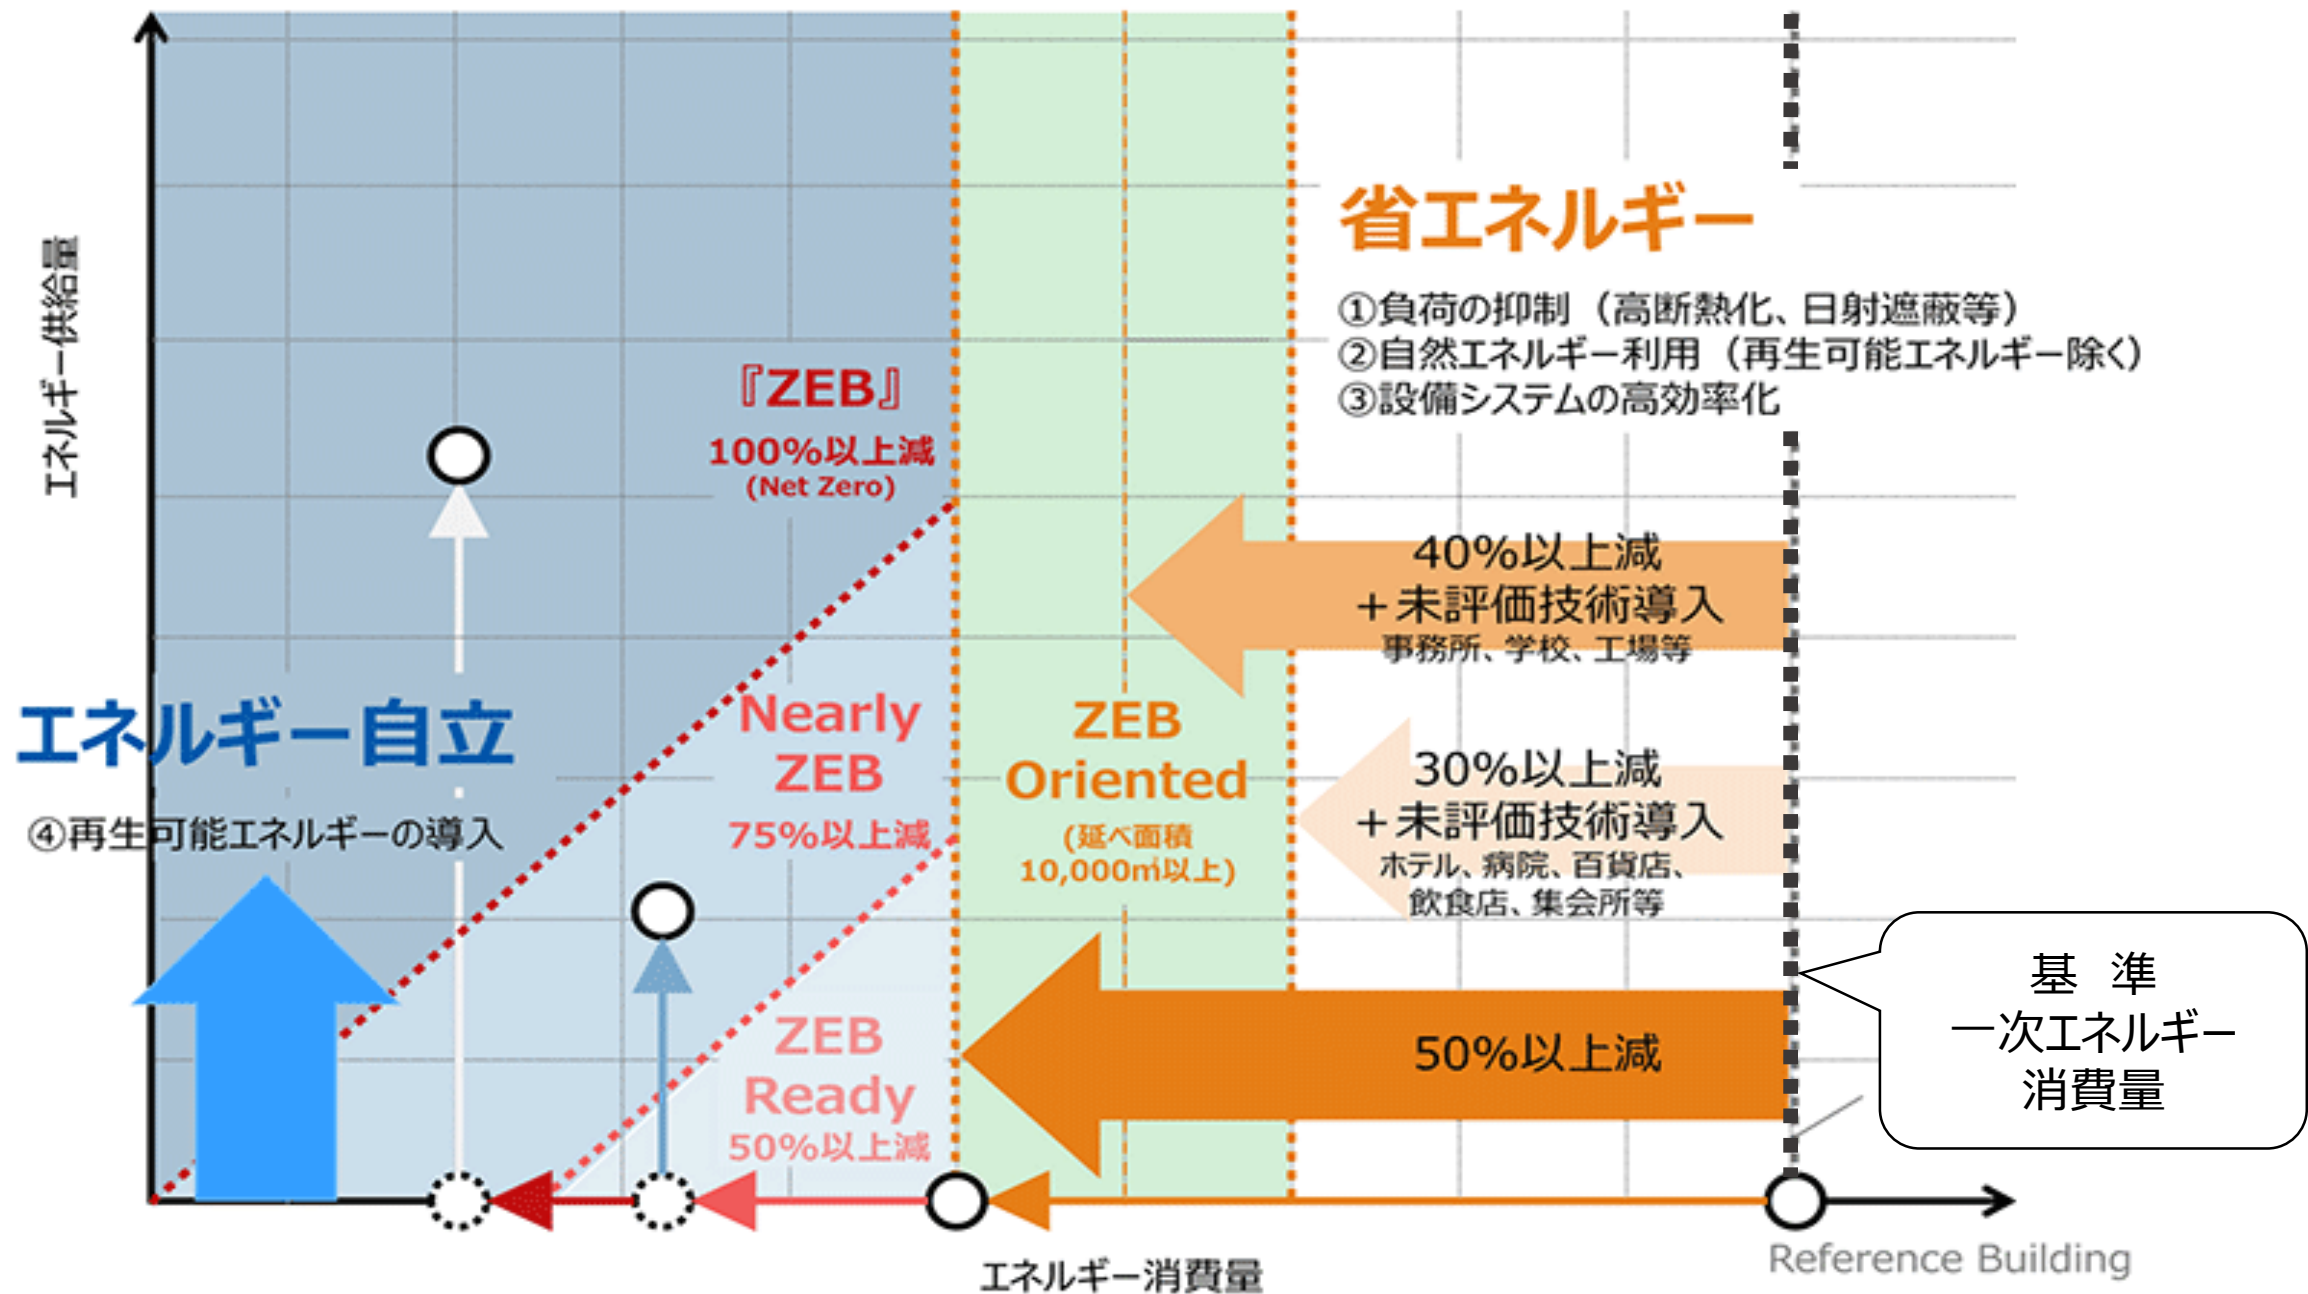 エネルギー供給量
省エネルギー
①負荷の抑制（高断熱化、日射遮蔽等）
②自然エネルギー利用（再生可能エネルギー除く）
③設備システムの高効率化
『ZEB』
100%以上減
(Net Zero)
40%以上減
＋未評価技術導入
事務所、学校、工場等
エネルギー自立
④再生可能エネルギーの導入
Nearly
ZEB
75%以上減
ZEB
Oriented
(延べ面積
10,000㎡以上)
30%以上減
＋未評価技術導入
ホテル、病院、百貨店、
飲食店、集会所等
ZEB
Ready
50%以上減
50%以上減
基　準
一次エネルギー
消費量
エネルギー消費量
Reference Building